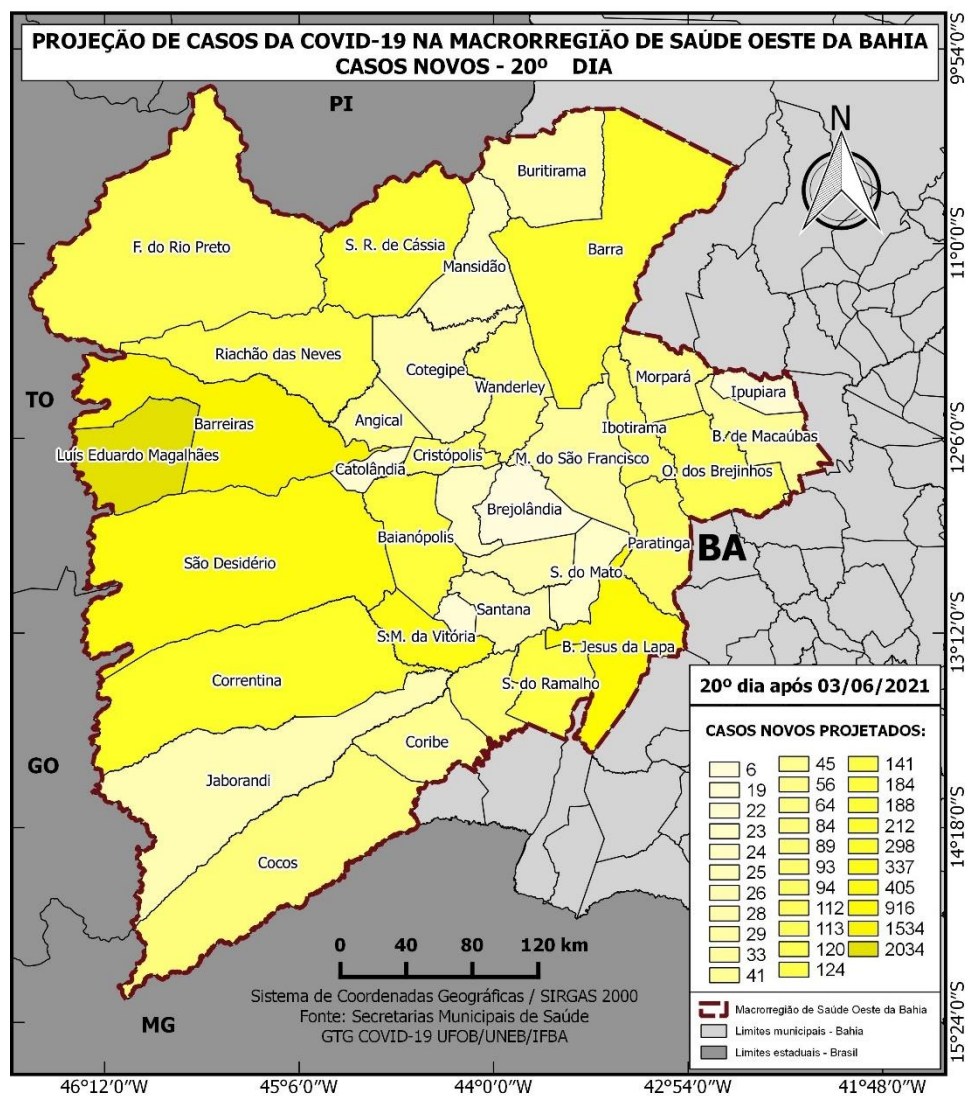 PROJEÇÃO DE CASOS DA COVID-19 NA MACRORREGIÃO DE SAÚDE OESTE DA BAHIA
CASOS NOVOS - 20º DIA
9°54'0"S
PI
N
Buritirama
F. do Rio Preto
S. R. de Cássia
Barra
11°0'0"S
Mansidão
Riachão das Neves
Cotegipe
Wanderley
Morpará
Ipupiara
TO
Angical
Barreiras
Ibotirama
B. de Macaúbas
12°6'0"S
Luís Eduardo Magalhães
Catolândia
Cristópolis
M. do São Francisco
O. dos Brejinhos
Brejolândia
Baianópolis
Paratinga
BA
São Desidério
S. do Mato
Santana
S.M. da Vitória
B. Jesus da Lapa
13°12'0"S
Correntina
S. do Ramalho
GO
Coribe
Jaborandi
Cocos
14°18'0"S
20º dia após 03/06/2021
CASOS NOVOS PROJETADOS:
6
19
22
23
24
25
26
28
29
33
41
45
56
64
84
89
93
94
112
113
120
124
141
184
188
212
298
337
405
916
1534
2034
Macrorregião de Saúde Oeste da Bahia
Limites municipais - Bahia
Limites estaduais - Brasil
0 40 80 120 km
Sistema de Coordenadas Geográficas / SIRGAS 2000
Fonte: Secretarias Municipais de Saúde
GTG COVID-19 UFOB/UNEB/IFBA
MG
15°24'0"S
46°12'0"W 45°6'0"W 44°0'0"W 42°54'0"W 41°48'0"W